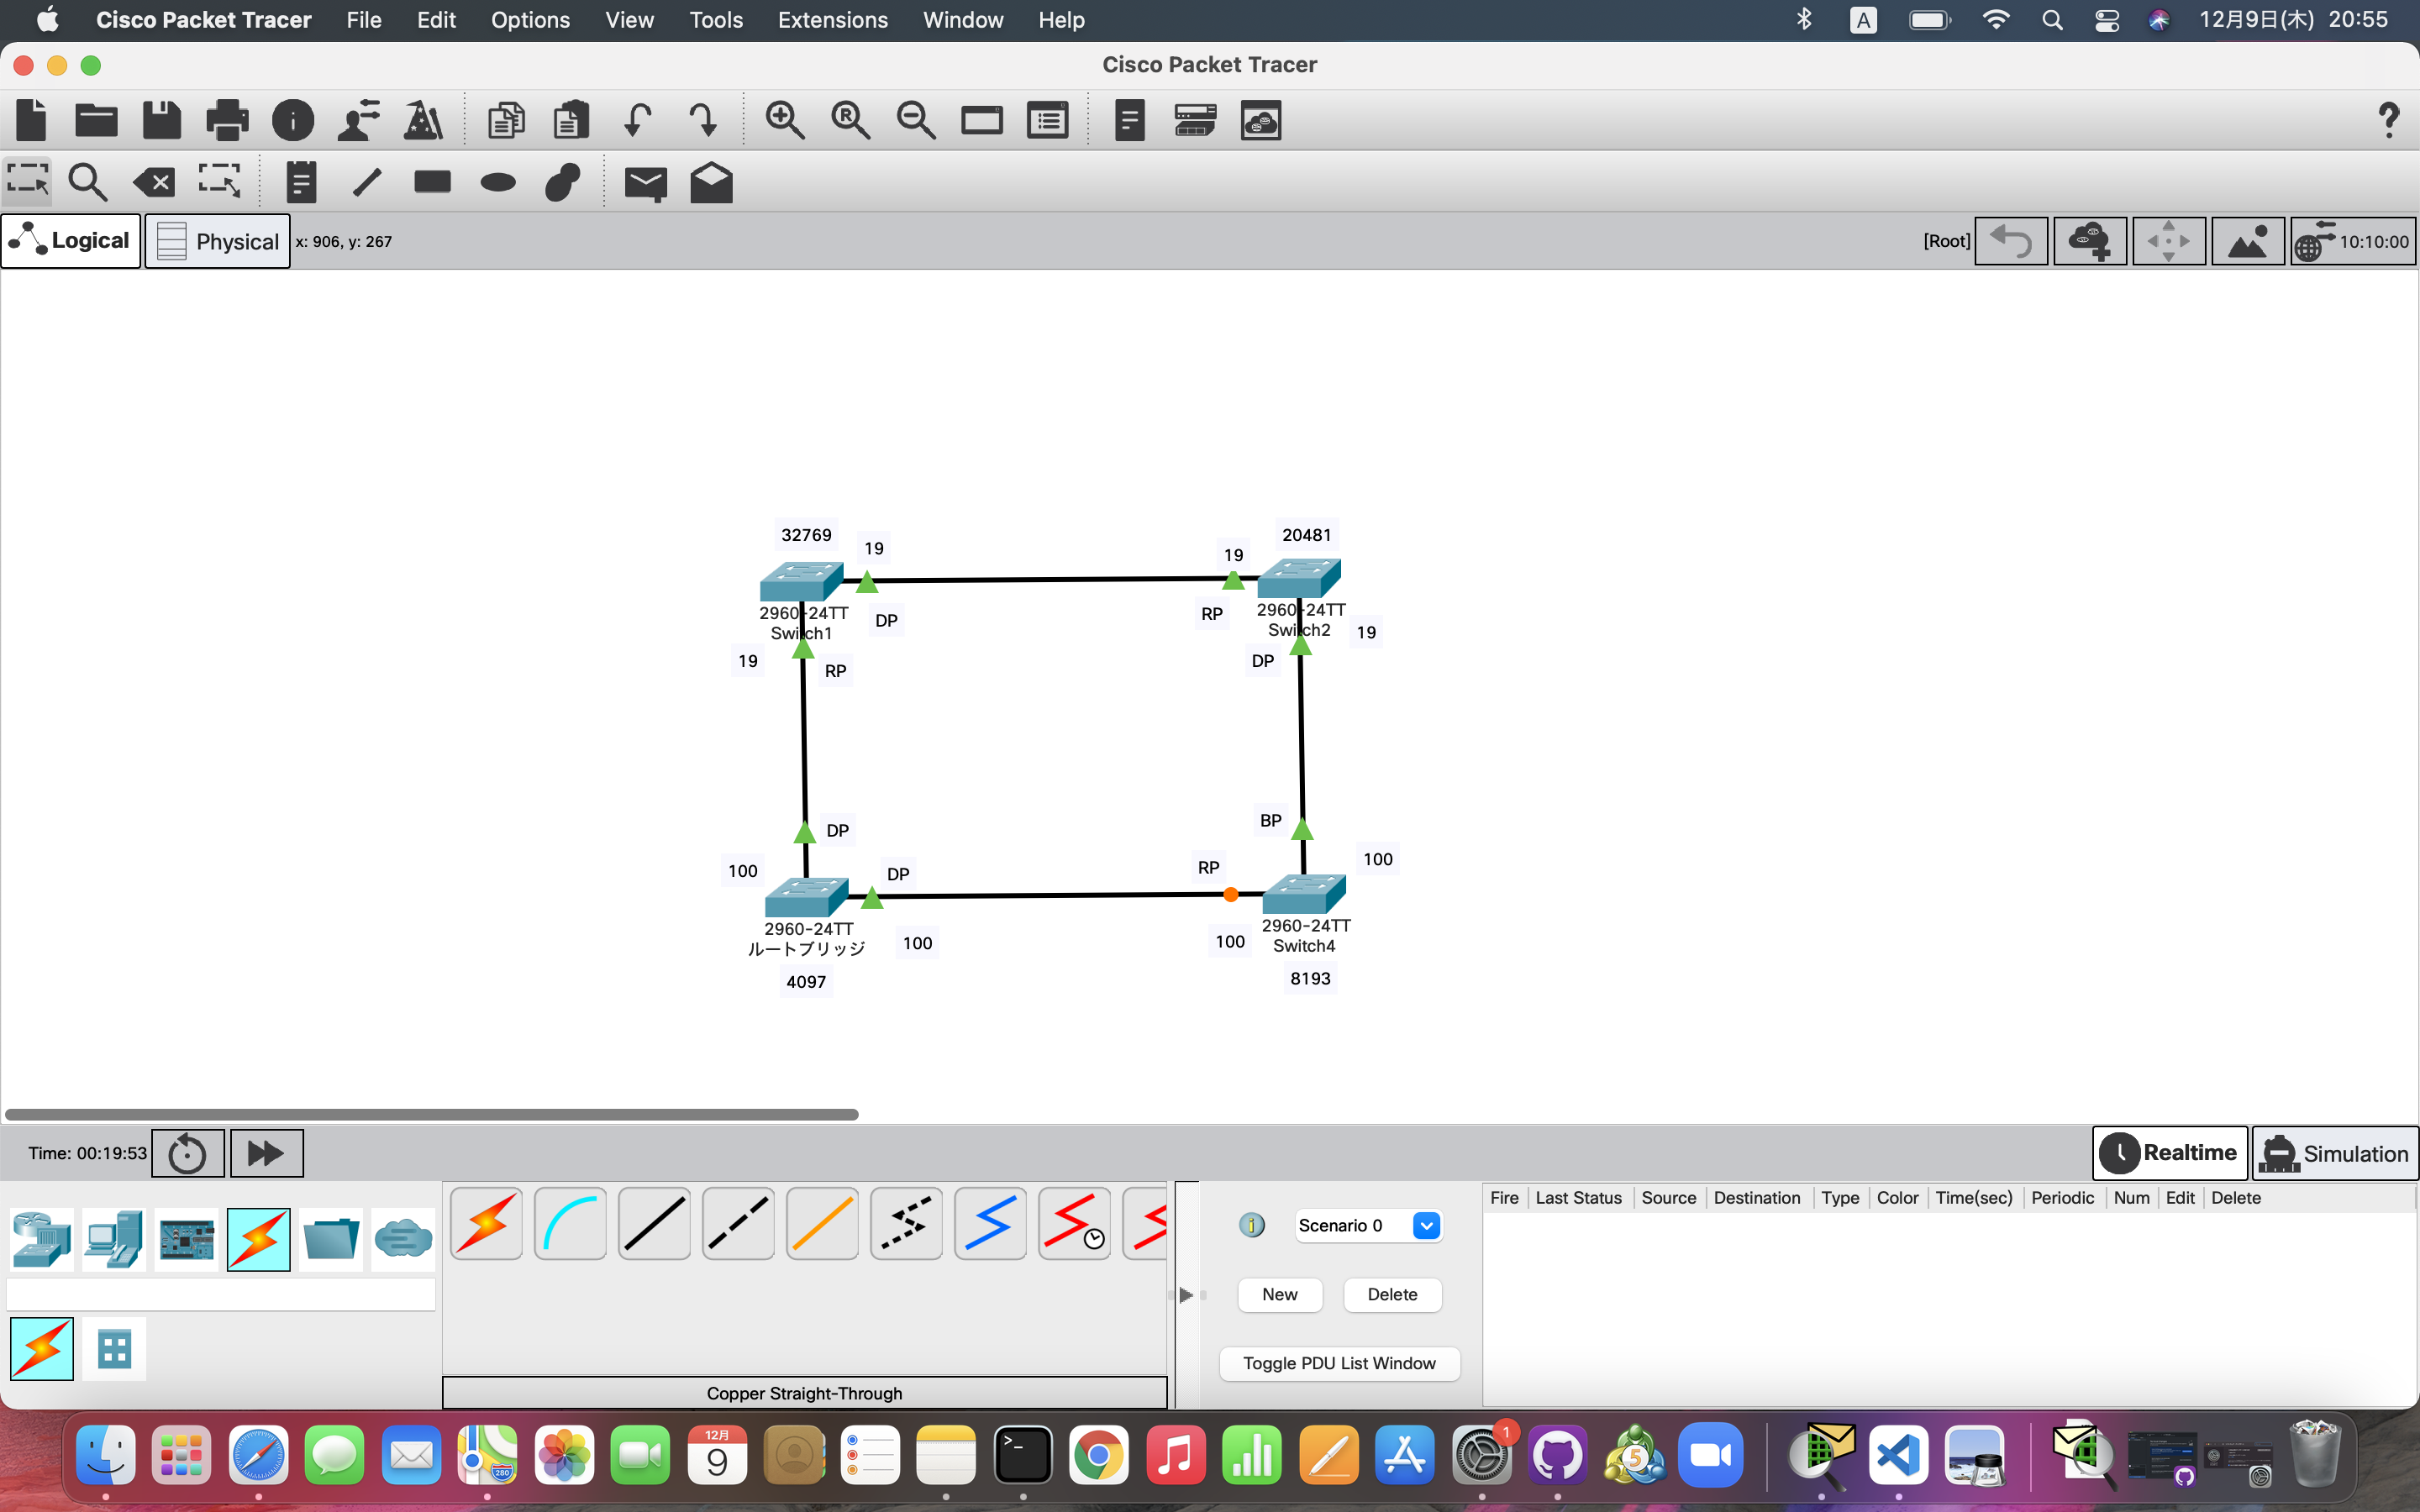 Cisco Packet Tracer File Edit Options View Tools Extensions Window Help A 12月9日(木) 20:55
Cisco Packet Tracer
Logical Physical x: 906, y: 267 [Root] 10:10:00
32769 20481
19 19
2960-24TT DP RP 2960-24TT
Switch1 Switch2 19
19 RP DP
DP BP
100 DP RP 100
2960-24TT 2960-24TT
ルートブリッジ 100 100 Switch4
4097 8193
Time: 00:19:53 Realtime Simulation
Fire Last Status Source Destination Type Color Time(sec) Periodic Num Edit Delete
Scenario 0
New Delete
Toggle PDU List Window
Copper Straight-Through
12月
9
280
1
5